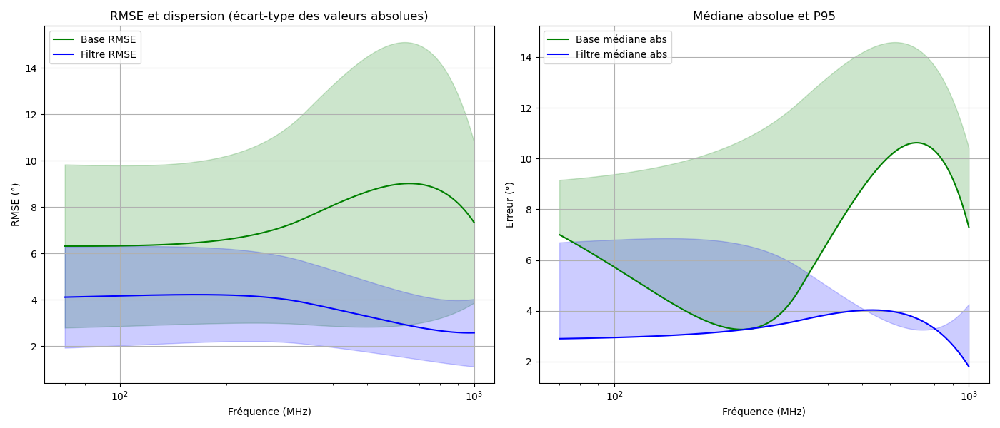 RMSE et dispersion (écart-type des valeurs absolues)
Base RMSE
Filtre RMSE
14
12
10
8
6
4
2
RMSE (°)
10²
10³
Fréquence (MHz)
Médiane absolue et P95
Base médiane abs
Filtre médiane abs
14
12
10
8
6
4
2
Erreur (°)
10²
10³
Fréquence (MHz)